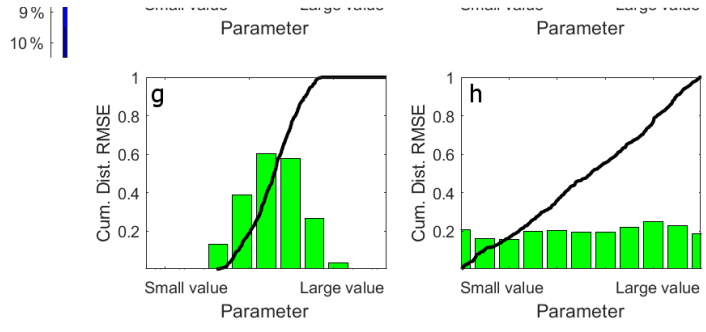 9 %
10 %
Parameter
Parameter
g
1
0.8
0.6
0.4
0.2
Cum. Dist. RMSE
Small value Large value
Parameter
h
1
0.8
0.6
0.4
0.2
Cum. Dist. RMSE
Small value Large value
Parameter